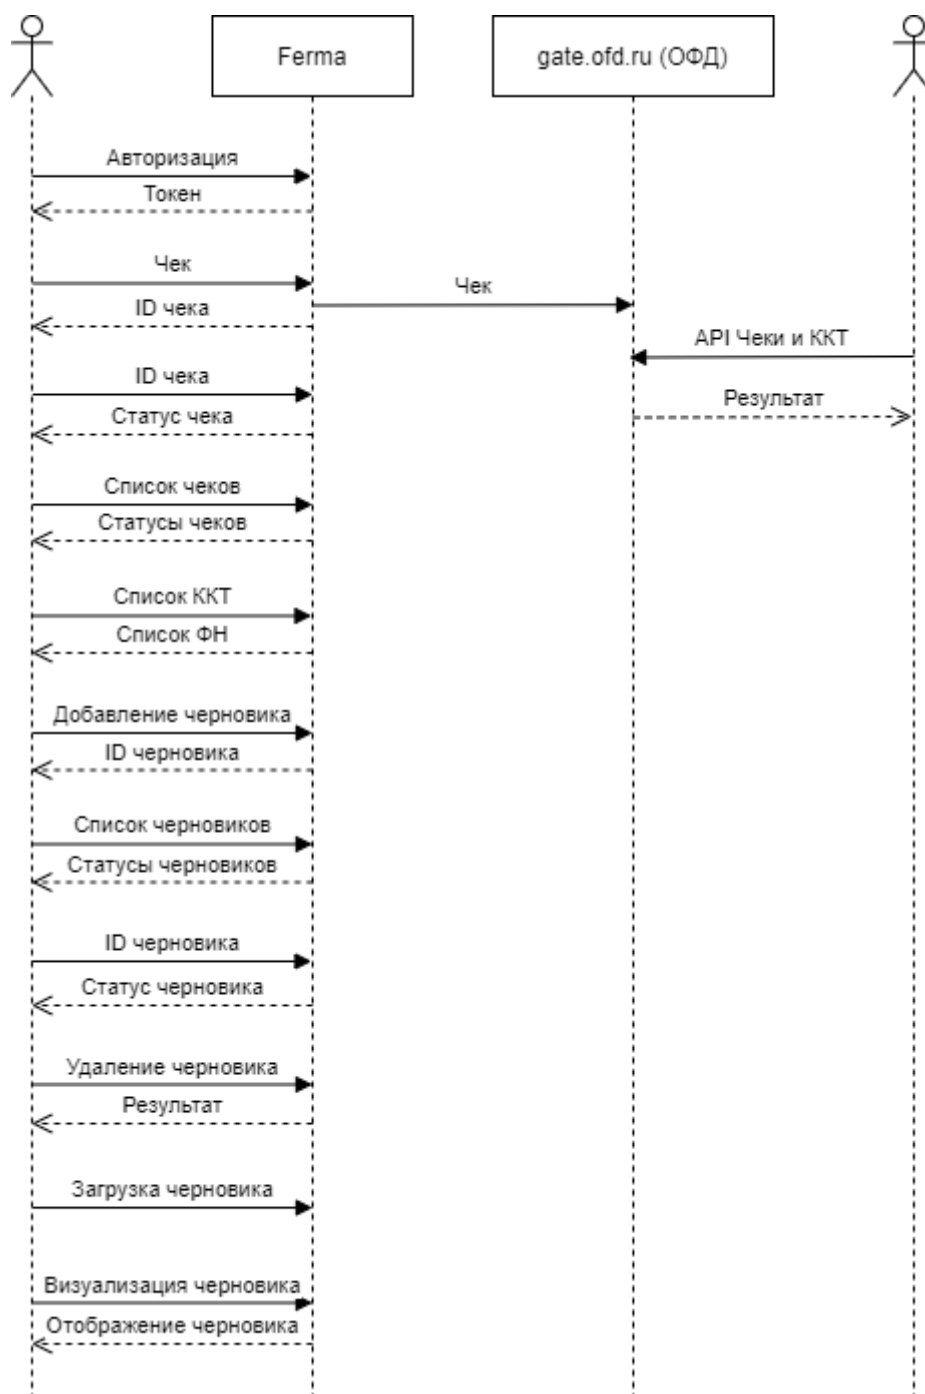 Ferma
gate.ofd.ru (ОФД)
Авторизация
Токен
Чек
Чек
ID чека
API Чеки и ККТ
ID чека
Результат
Статус чека
Список чеков
Статусы чеков
Список ККТ
Список ФН
Добавление черновика
ID черновика
Список черновиков
Статусы черновиков
ID черновика
Статус черновика
Удаление черновика
Результат
Загрузка черновика
Визуализация черновика
Отображение черновика